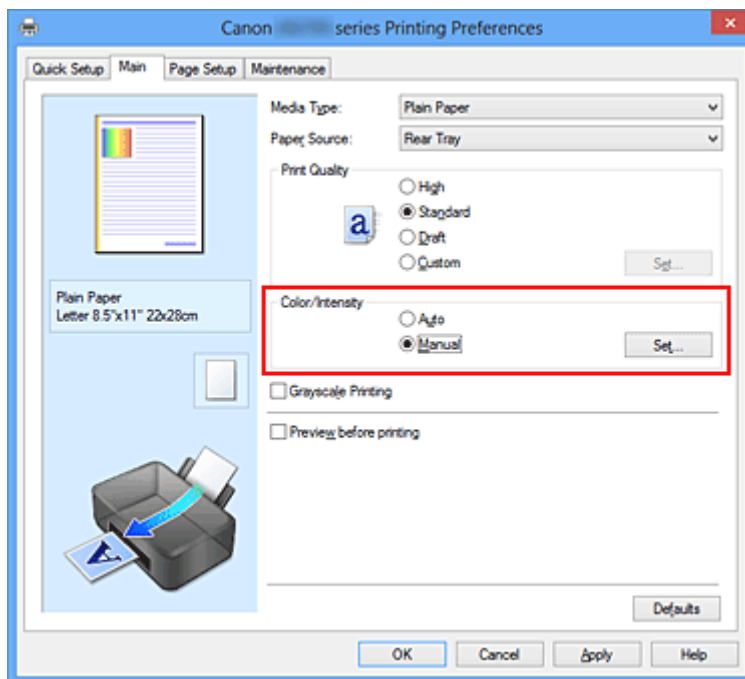 Canon series Printing Preferences
Quick Setup Main Page Setup Maintenance
Media Type: Plain Paper
Paper Source: Rear Tray
Print Quality
High
a Standard
Draft
Custom Set...
Plain Paper
Letter 8.5"x11" 22x28cm
Color/Intensity
Auto
Manual Set...
Grayscale Printing
Preview before printing
A
Defaults
OK Cancel Apply Help